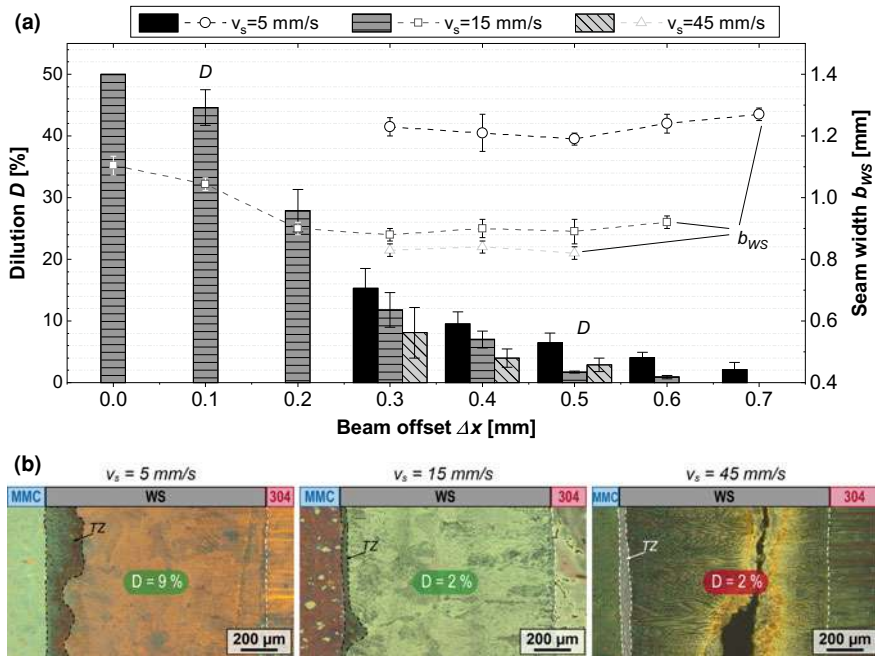 (a)
v_s=5 mm/s v_s=15 mm/s v_s=45 mm/s
50 40 30 20 10 0
Dilution D [%]
1.4 1.2 1.0 0.8 0.6 0.4
Seam width b_WS [mm]
D
b_WS
D
0.0 0.1 0.2 0.3 0.4 0.5 0.6 0.7
Beam offset Δx [mm]
(b)
v_s = 5 mm/s v_s = 15 mm/s v_s = 45 mm/s
MMC WS 304 MMC WS 304 MMC WS 304
TZ TZ TZ
D = 9 % D = 2 % D = 2 %
200 µm 200 µm 200 µm